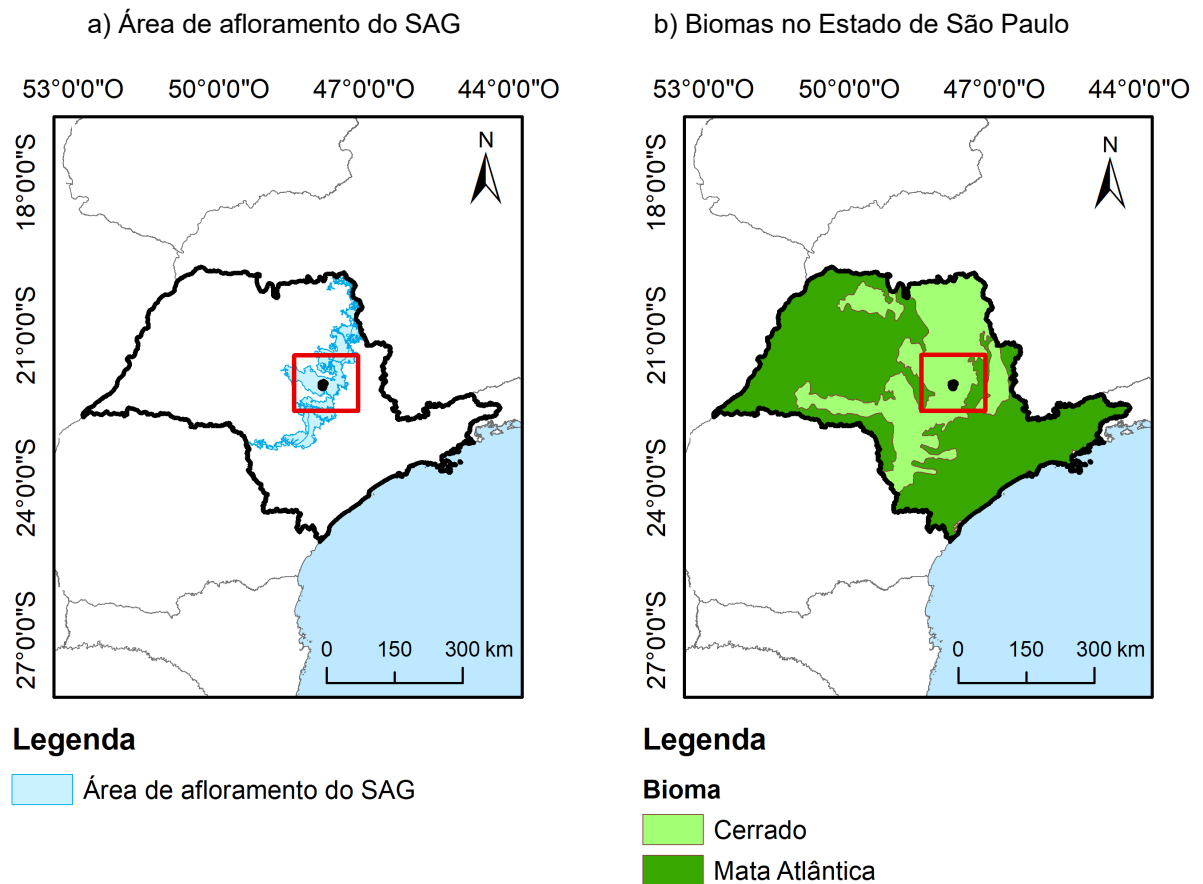 a) Área de afloramento do SAG
53°0'0"O 50°0'0"O 47°0'0"O 44°0'0"O
18°0'0"S
21°0'0"S
24°0'0"S
27°0'0"S
N
0 150 300 km
Legenda
Área de afloramento do SAG
b) Biomas no Estado de São Paulo
53°0'0"O 50°0'0"O 47°0'0"O 44°0'0"O
18°0'0"S
21°0'0"S
24°0'0"S
27°0'0"S
N
0 150 300 km
Legenda
Bioma
Cerrado
Mata Atlântica